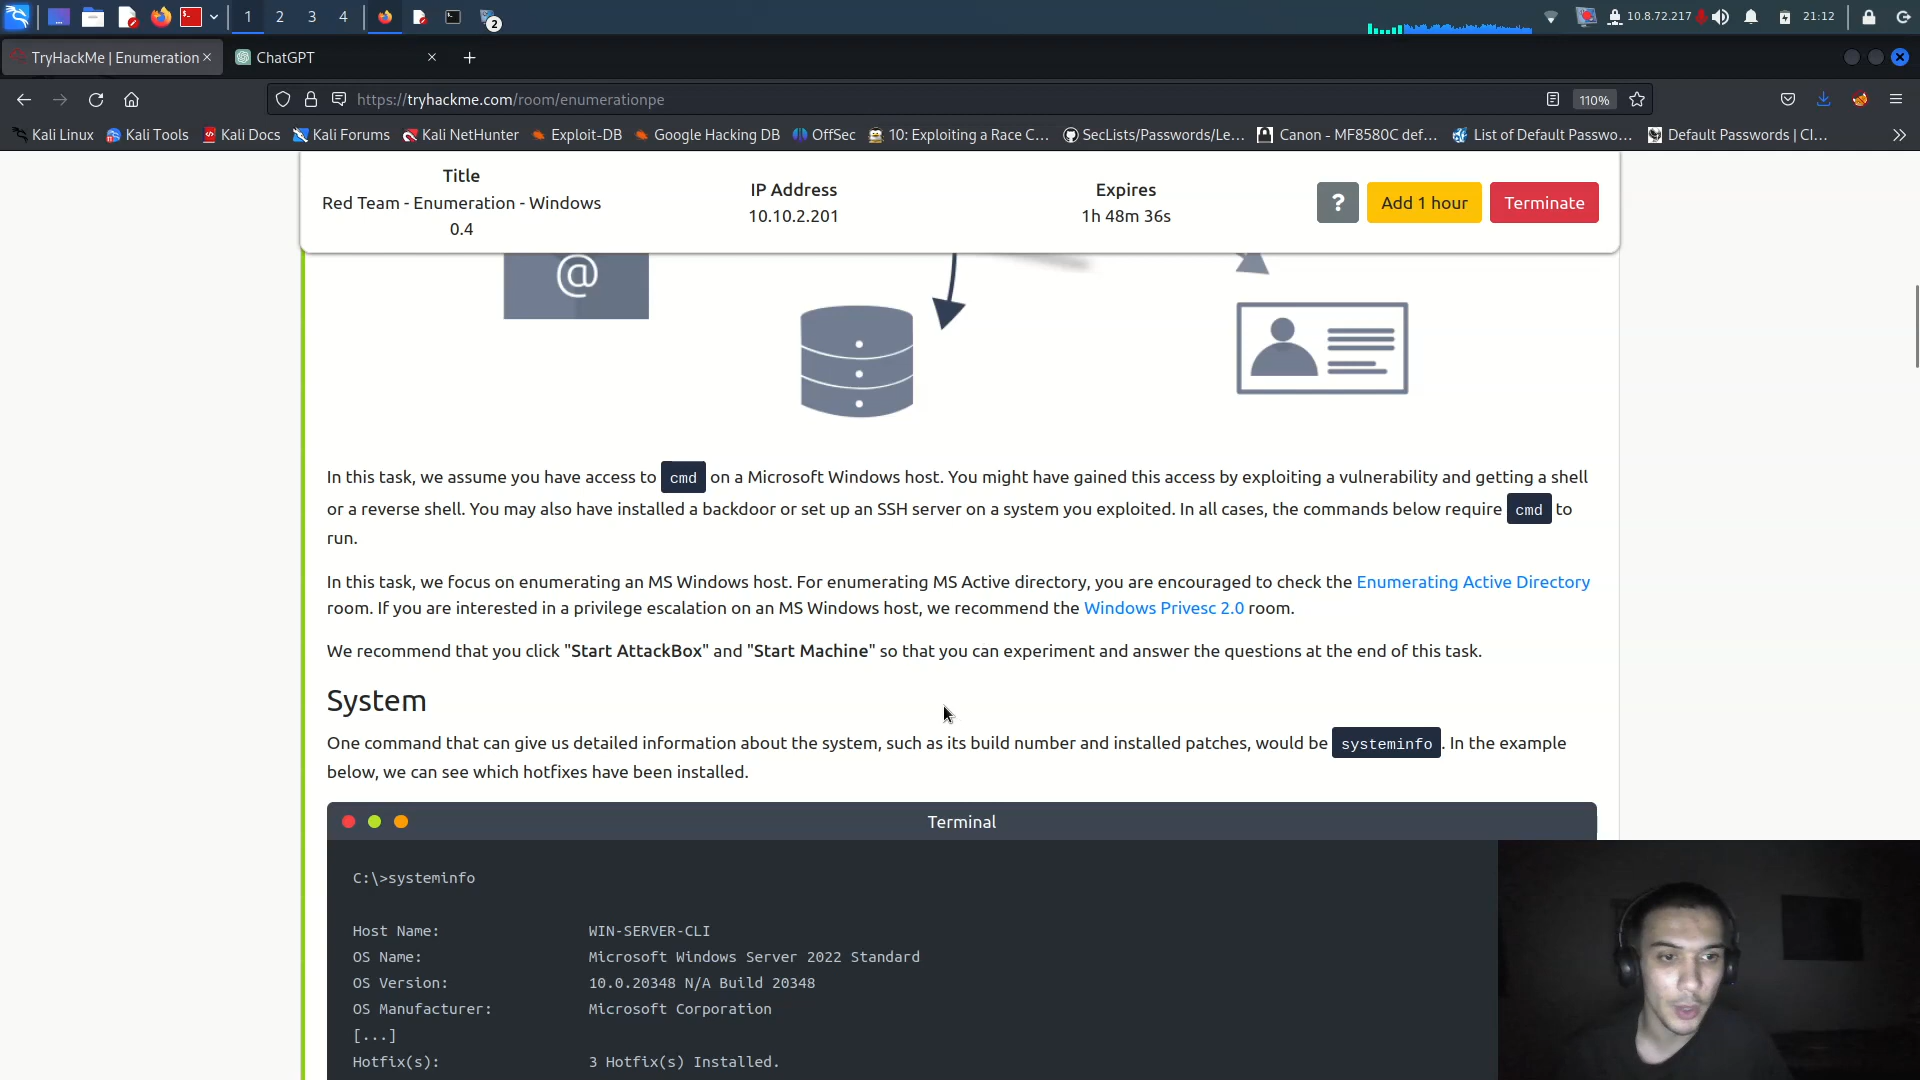 1 2 3 4 2 10.8.72.217 21:12
TryHackMe | Enumeration ChatGPT
https://tryhackme.com/room/enumerationpe 110%
Kali Linux Kali Tools Kali Docs Kali Forums Kali NetHunter Exploit-DB Google Hacking DB OffSec 10: Exploiting a Race C… SecLists/Passwords/Le… Canon - MF8580C def… List of Default Passwo… Default Passwords | CI…
Title IP Address Expires
Red Team - Enumeration - Windows 0.4
10.10.2.201
1h 48m 36s
? Add 1 hour Terminate
@
In this task, we assume you have access to cmd on a Microsoft Windows host. You might have gained this access by exploiting a vulnerability and getting a shell
or a reverse shell. You may also have installed a backdoor or set up an SSH server on a system you exploited. In all cases, the commands below require cmd to
run.
In this task, we focus on enumerating an MS Windows host. For enumerating MS Active directory, you are encouraged to check the Enumerating Active Directory
room. If you are interested in a privilege escalation on an MS Windows host, we recommend the Windows Privesc 2.0 room.
We recommend that you click "Start AttackBox" and "Start Machine" so that you can experiment and answer the questions at the end of this task.
System
One command that can give us detailed information about the system, such as its build number and installed patches, would be systeminfo. In the example
below, we can see which hotfixes have been installed.
Terminal
C:\>systeminfo
Host Name: WIN-SERVER-CLI
OS Name: Microsoft Windows Server 2022 Standard
OS Version: 10.0.20348 N/A Build 20348
OS Manufacturer: Microsoft Corporation
[...]
Hotfix(s): 3 Hotfix(s) Installed.